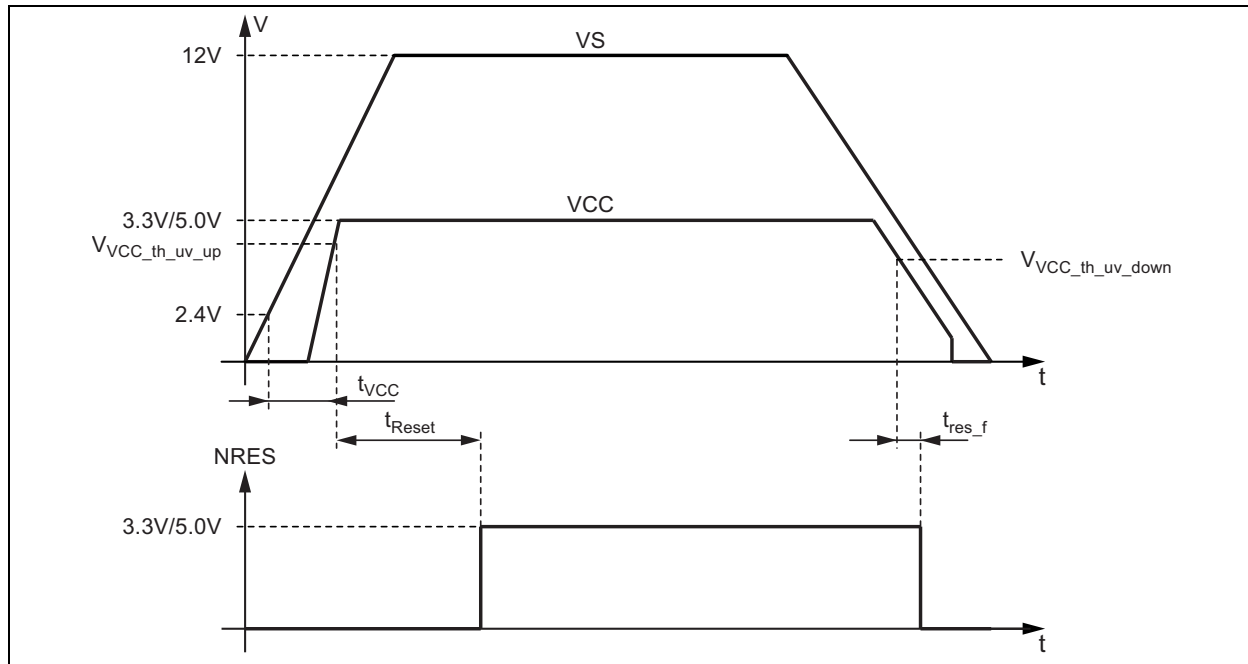 V
12V
VS
3.3V/5.0V
VCC
VVCC_th_uv_up
VVCC_th_uv_down
2.4V
t
tVCC
tReset
tres_f
NRES
3.3V/5.0V
t